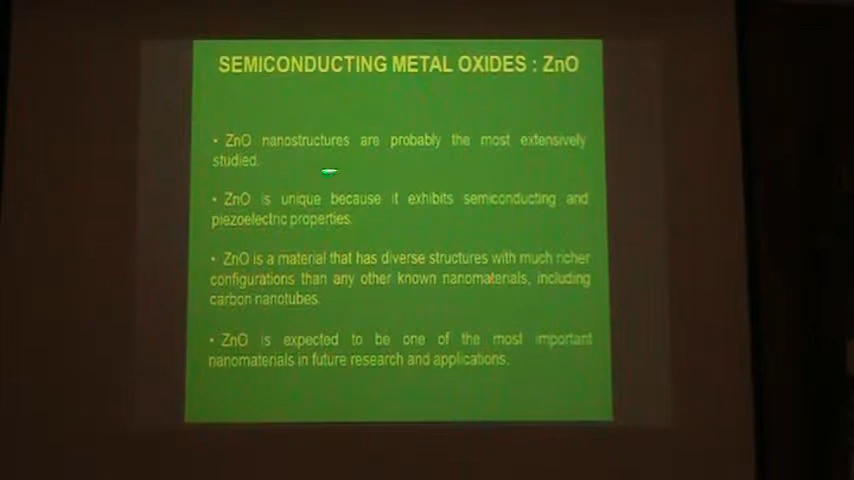 SEMICONDUCTING METAL OXIDES : ZnO
• ZnO nanostructures are probably the most extensively
studied.
• ZnO is unique because it exhibits semiconducting and
piezoelectric properties.
• ZnO is a material that has diverse structures with much richer
configurations than any other known nanomaterials, including
carbon nanotubes.
• ZnO is expected to be one of the most important
nanomaterials in future research and applications.